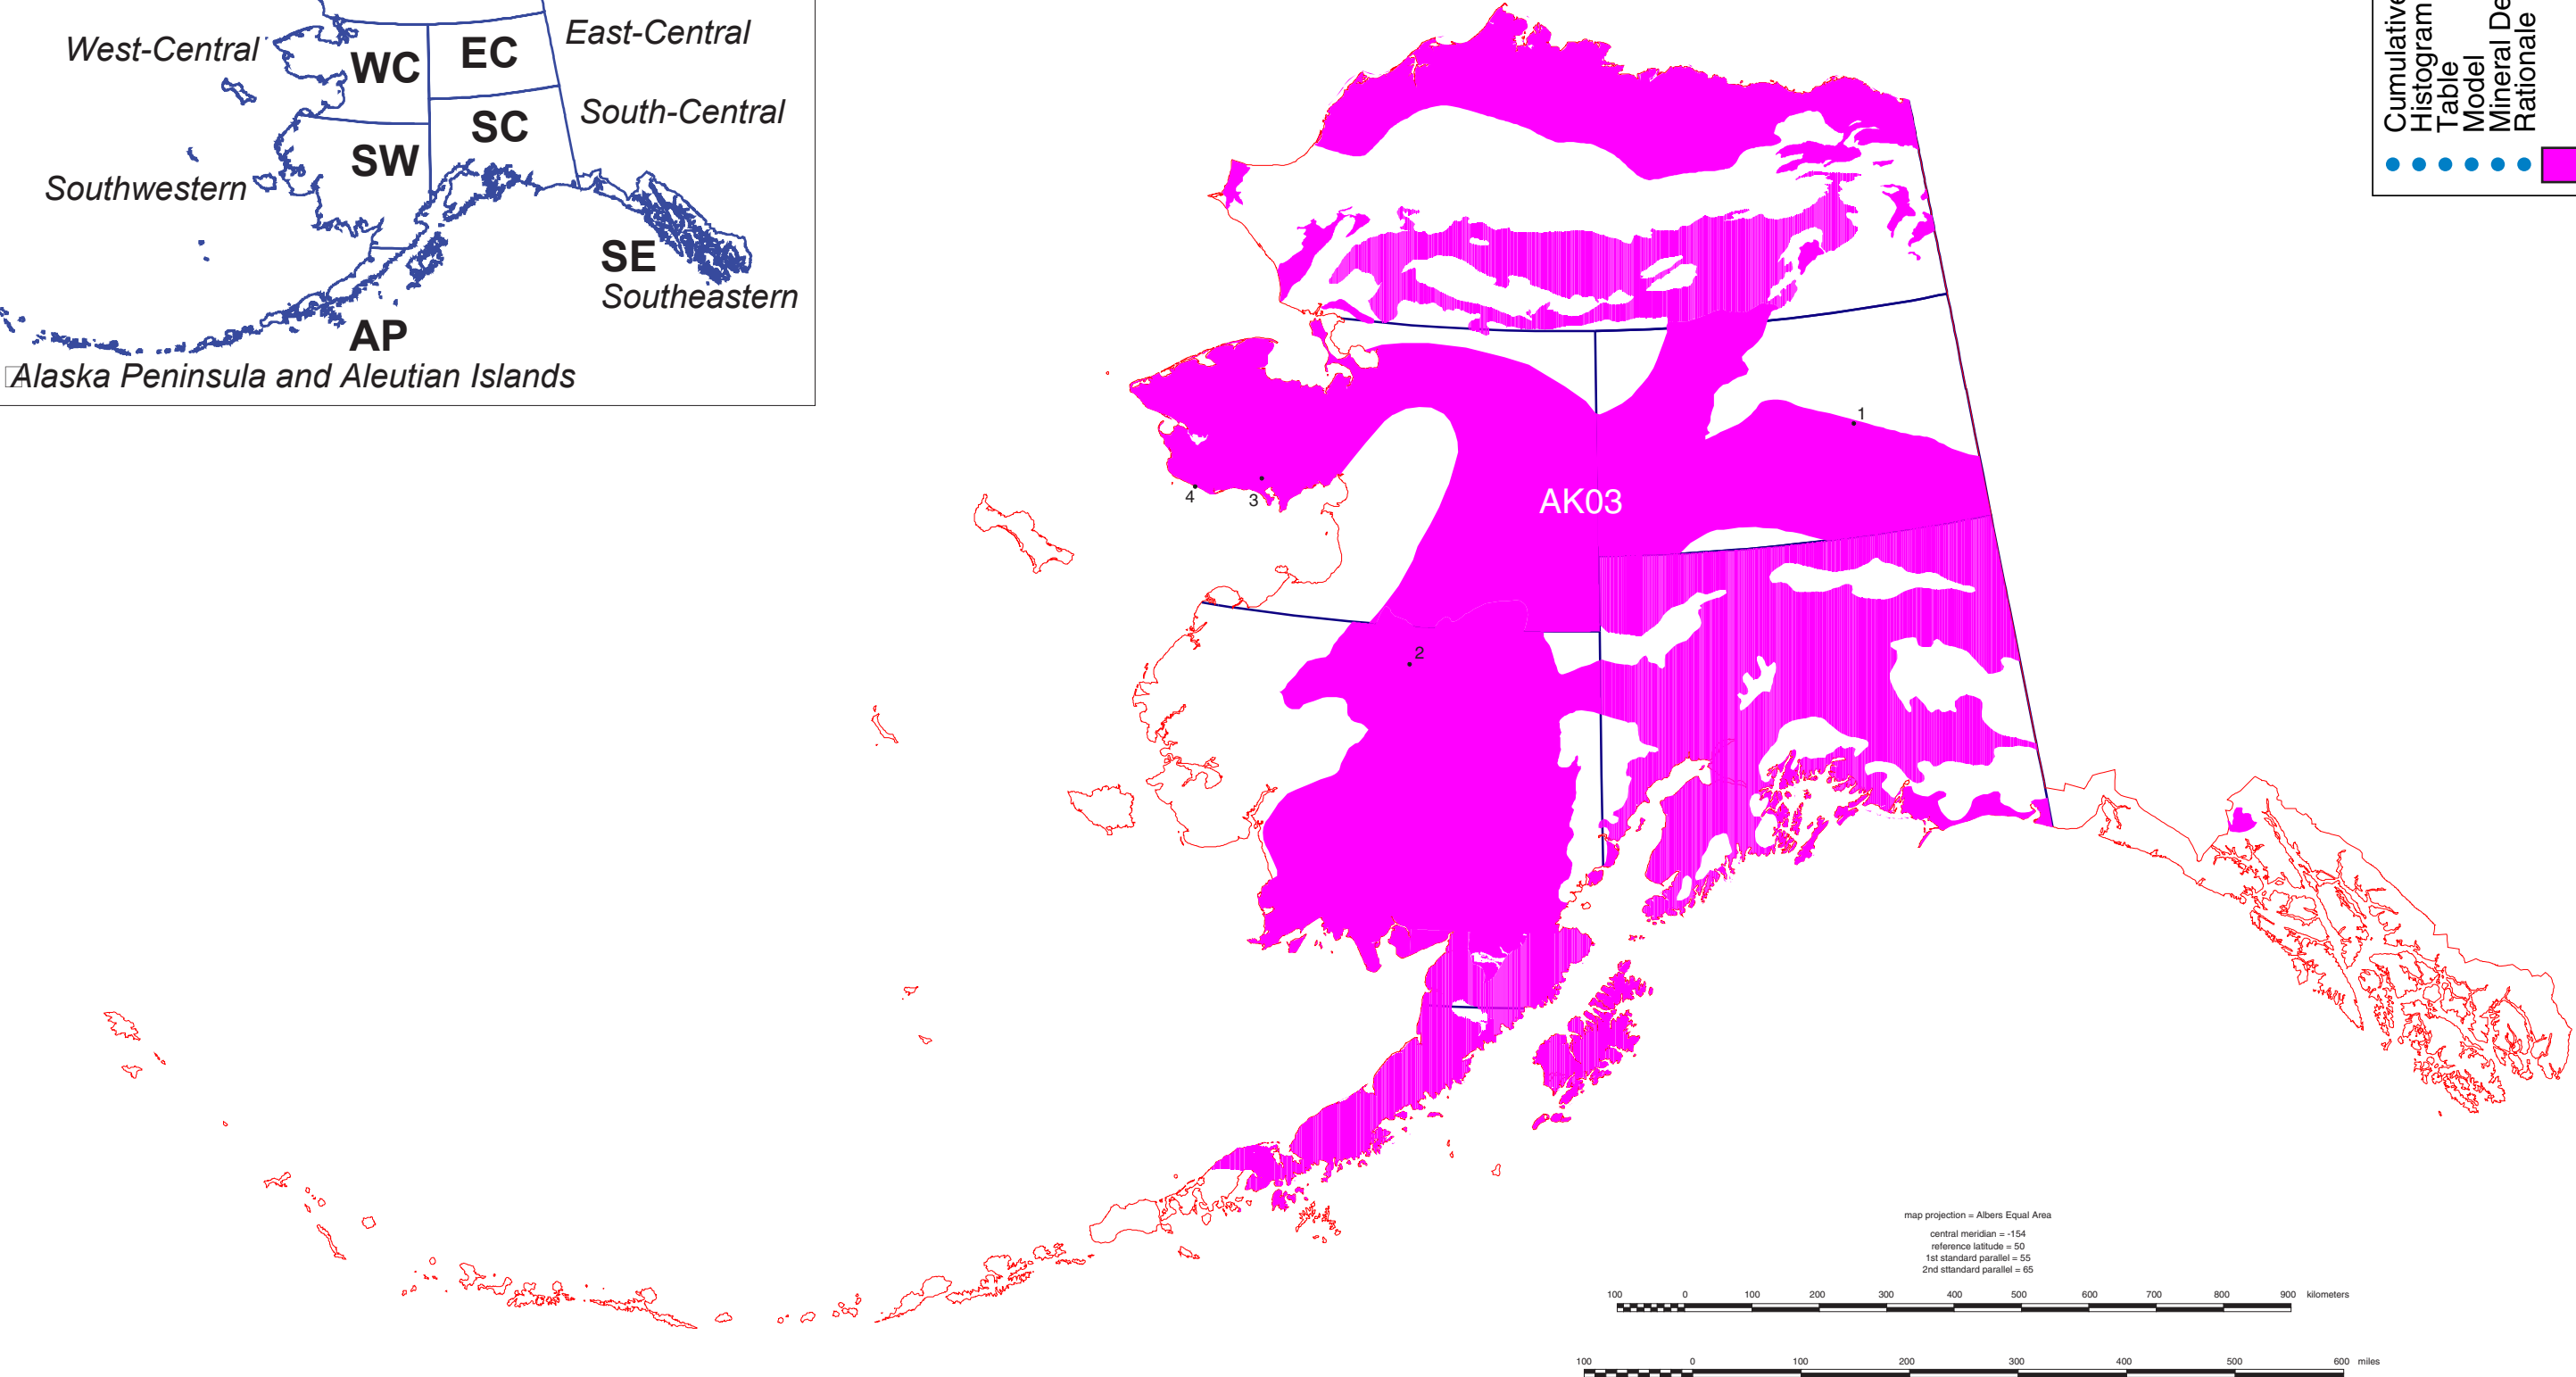 West-Central
WC
EC
East-Central
South-Central
SC
SW
Southwestern
SE
Southeastern
AP
Alaska Peninsula and Aleutian Islands
Cumulative
Histogram
Table
Model
Mineral De
Rationale
1
AK03
4
3
2
map projection = Albers Equal Area
central meridian = -154
reference latitude = 50
1st standard parallel = 55
2nd sttandard parallel = 65
100 0 100 200 300 400 500 600 700 800 900 kilometers
100 0 100 200 300 400 500 600 miles